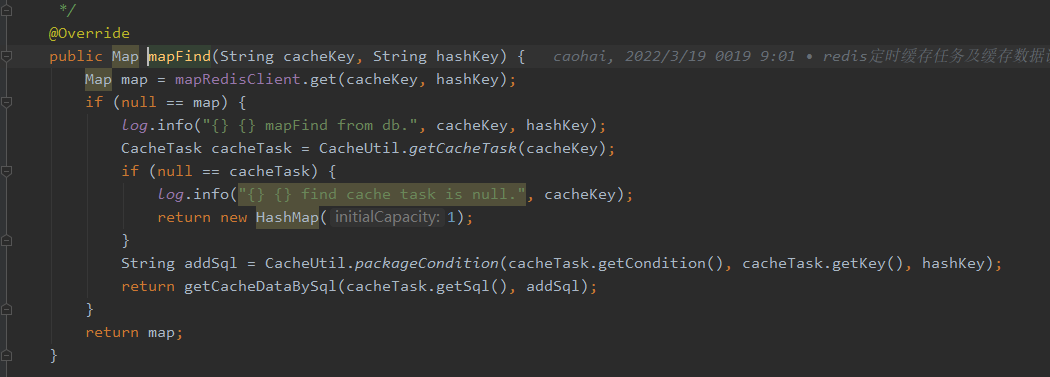 */
@Override
public Map mapFind(String cacheKey, String hashKey) { caohai, 2022/3/19 0019 9:01 • redis定时缓存任务及缓存数据
Map map = mapRedisClient.get(cacheKey, hashKey);
if (null == map) {
log.info("{} {} mapFind from db.", cacheKey, hashKey);
CacheTask cacheTask = CacheUtil.getCacheTask(cacheKey);
if (null == cacheTask) {
log.info("{} {} find cache task is null.", cacheKey);
return new HashMap( initialCapacity: 1);
}
String addSql = CacheUtil.packageCondition(cacheTask.getCondition(), cacheTask.getKey(), hashKey);
return getCacheDataBySql(cacheTask.getSql(), addSql);
}
return map;
}